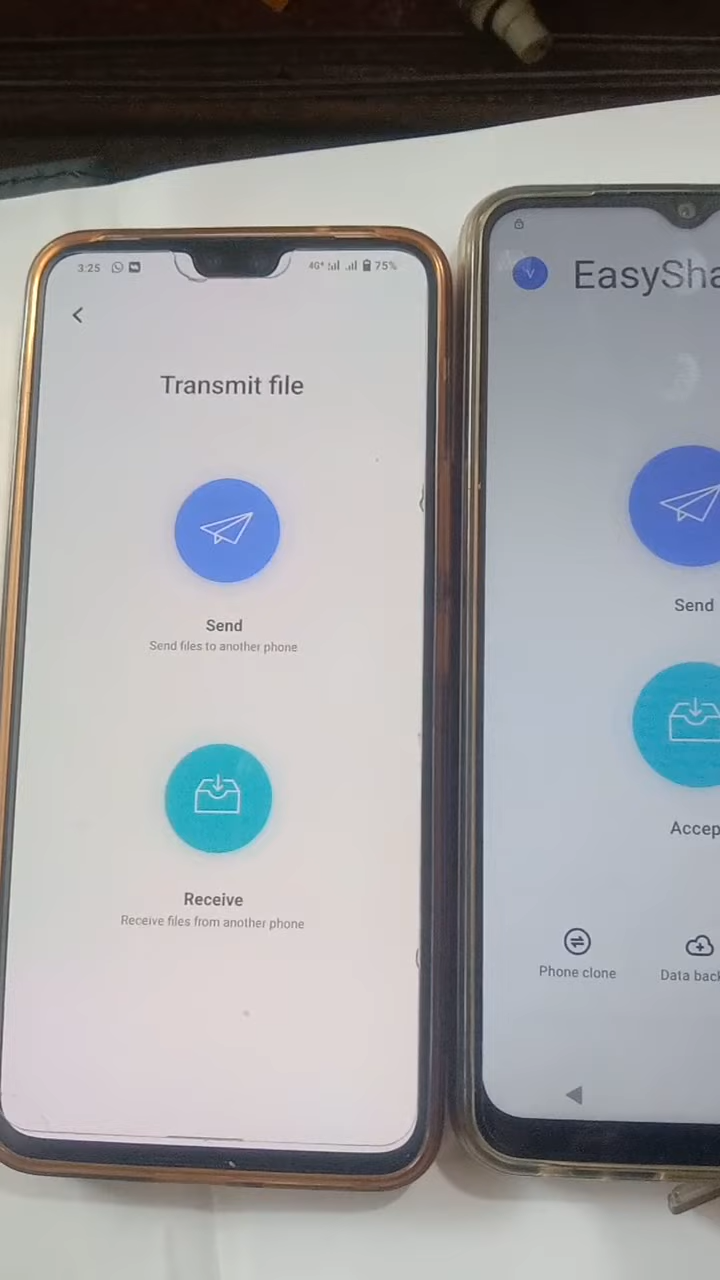 3:25
4G+ 75%
Transmit file
Send
Send files to another phone
Receive
Receive files from another phone
EasySha
Send
Accep
Phone clone
Data back